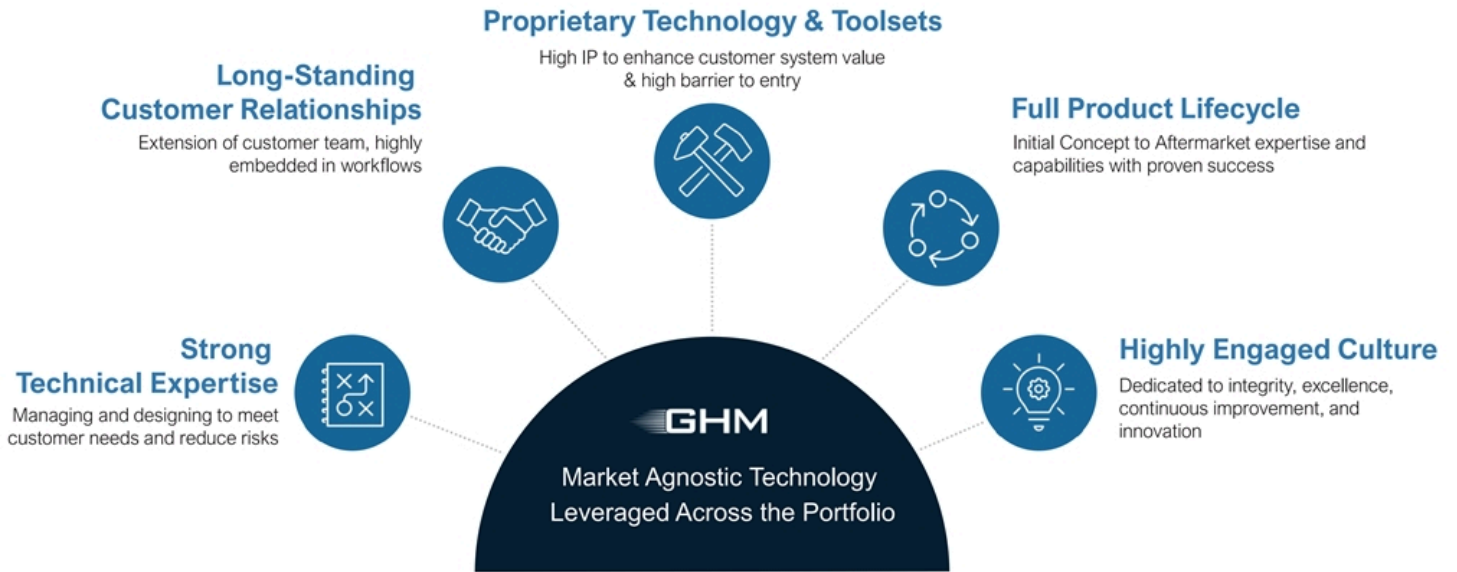 Proprietary Technology & Toolsets
High IP to enhance customer system value
& high barrier to entry
Long-Standing
Customer Relationships
Extension of customer team, highly
embedded in workflows
Full Product Lifecycle
Initial Concept to Aftermarket expertise and
capabilities with proven success
Strong
Technical Expertise
Managing and designing to meet
customer needs and reduce risks
Highly Engaged Culture
Dedicated to integrity, excellence,
continuous improvement, and
innovation
GHM
Market Agnostic Technology
Leveraged Across the Portfolio